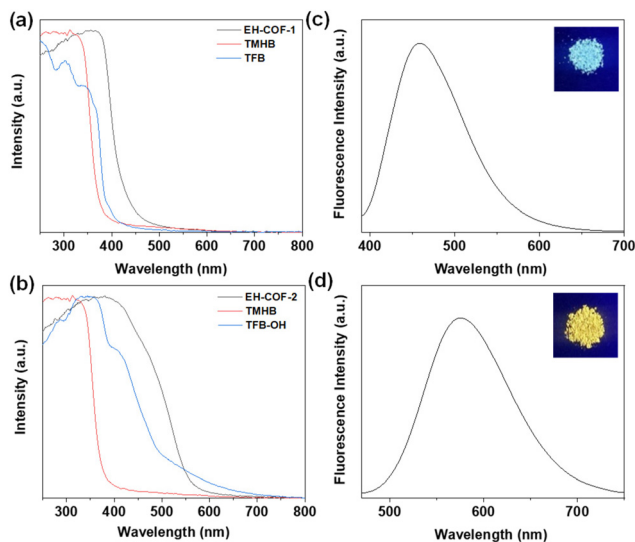 (a)
EH-COF-1
TMHB
TFB
Intensity (a.u.)
300 400 500 600 700 800
Wavelength (nm)
(c)
Fluorescence Intensity (a.u.)
400 500 600 700
Wavelength (nm)
(b)
EH-COF-2
TMHB
TFB-OH
Intensity (a.u.)
300 400 500 600 700 800
Wavelength (nm)
(d)
Fluorescence Intensity (a.u.)
500 600 700
Wavelength (nm)